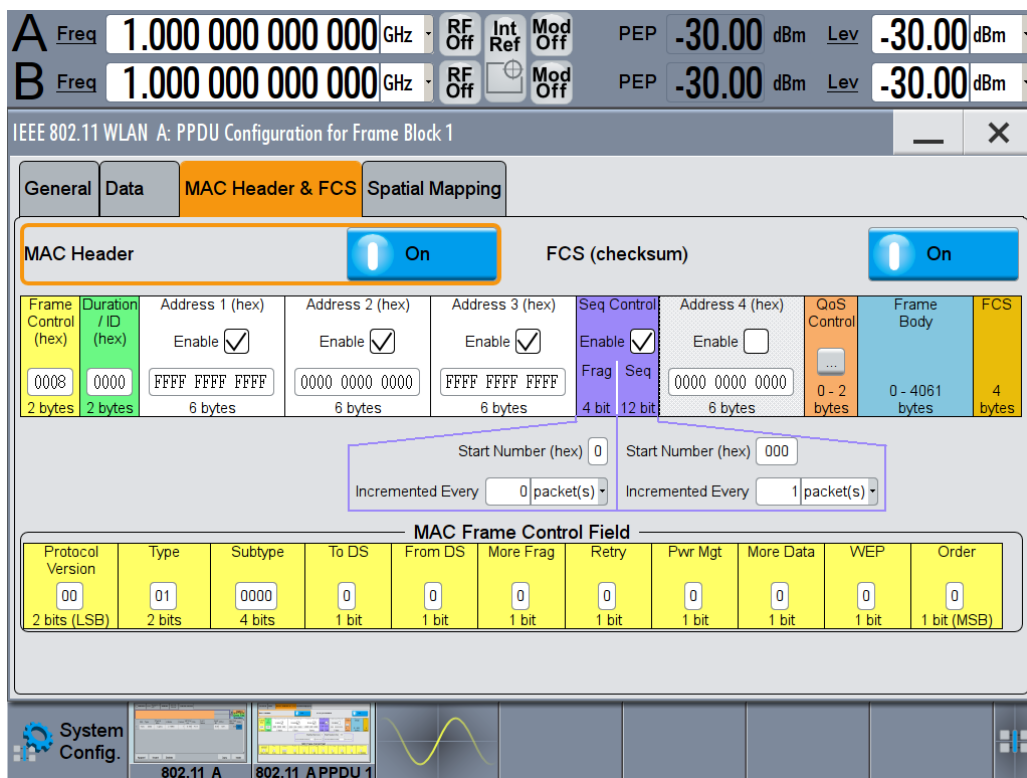 A Freq 1.000 000 000 000 GHz RF Off Int Ref Mod Off PEP -30.00 dBm Lev -30.00 dBm
B Freq 1.000 000 000 000 GHz RF Off Mod Off PEP -30.00 dBm Lev -30.00 dBm
IEEE 802.11 WLAN A: PPDU Configuration for Frame Block 1
General Data MAC Header & FCS Spatial Mapping
MAC Header On FCS (checksum) On
Frame Duration Address 1 (hex) Address 2 (hex) Address 3 (hex) Seq Control Address 4 (hex) QoS Frame FCS
Control / ID Control Body
(hex) (hex) Enable Enable Enable Enable Enable
Frag Seq ...
0008 0000 FFFF FFFF FFFF 0000 0000 0000 FFFF FFFF FFFF 0000 0000 0000 0 - 2 0 - 4061 4
2 bytes 2 bytes 6 bytes 6 bytes 6 bytes 4 bit 12 bit 6 bytes bytes bytes bytes
Start Number (hex) 0 Start Number (hex) 000
Incremented Every 0 packet(s) Incremented Every 1 packet(s)
MAC Frame Control Field
Protocol Type Subtype To DS From DS More Frag Retry Pwr Mgt More Data WEP Order
Version
00 01 0000 0 0 0 0 0 0 0 0
2 bits (LSB) 2 bits 4 bits 1 bit 1 bit 1 bit 1 bit 1 bit 1 bit 1 bit 1 bit (MSB)
System
Config.
802.11 A 802.11 A PPDU 1